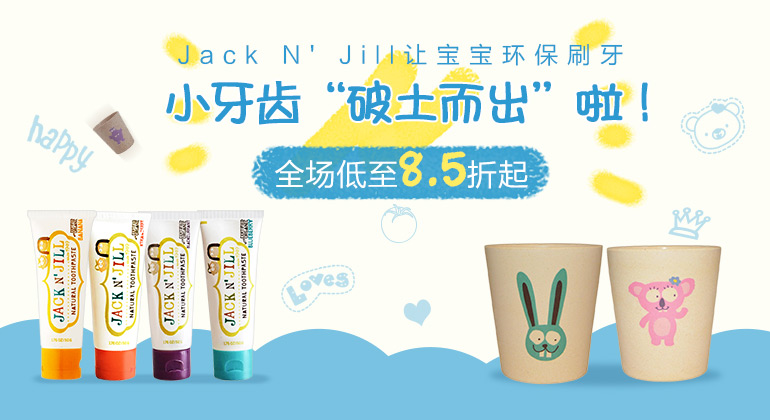 Jack N' Jill让宝宝环保刷牙
小牙齿“破土而出”啦！
全场低至8.5折起
happy
Loves
JACK N' JILL
NATURAL TOOTHPASTE
BANANA
JACK N' JILL
NATURAL TOOTHPASTE
JACK N' JILL
NATURAL TOOTHPASTE
JACK N' JILL
NATURAL TOOTHPASTE
BLUEBERRY